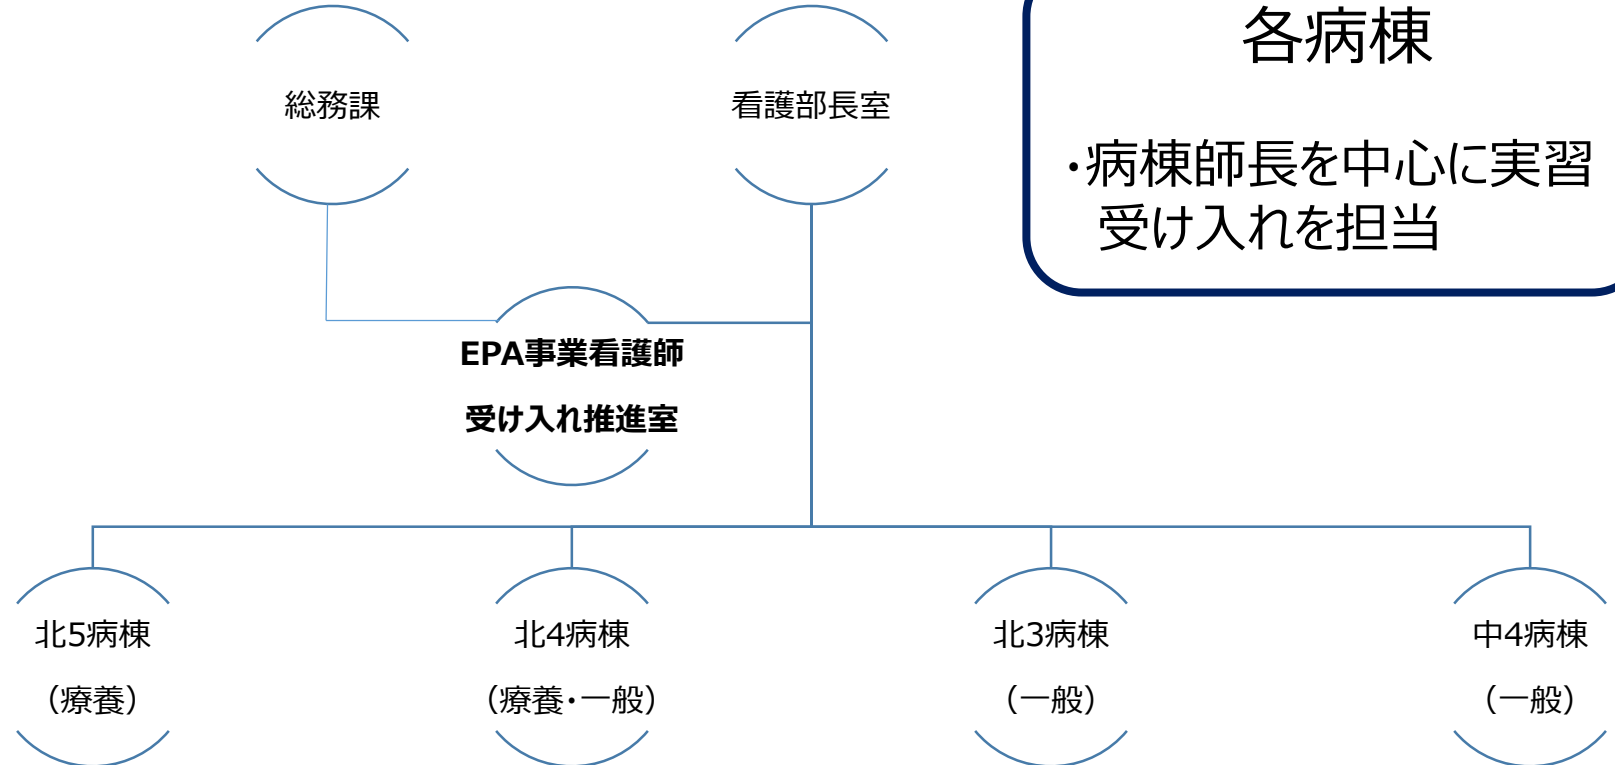 総務課
看護部長室
各病棟
・病棟師長を中心に実習
受け入れを担当
EPA事業看護師
受け入れ推進室
北5病棟
（療養）
北4病棟
（療養・一般）
北3病棟
（一般）
中4病棟
（一般）